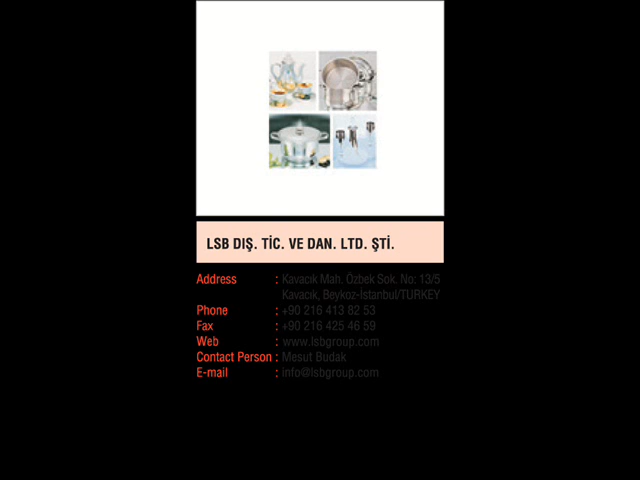 LSB DIŞ. TİC. VE DAN. LTD. ŞTİ.
Address : Kavacık Mah. Özbek Sok. No: 13/5
Kavacık, Beykoz-İstanbul/TURKEY
Phone : +90 216 413 82 53
Fax : +90 216 425 46 59
Web : www.lsbgroup.com
Contact Person : Mesut Budak
E-mail : info@lsbgroup.com